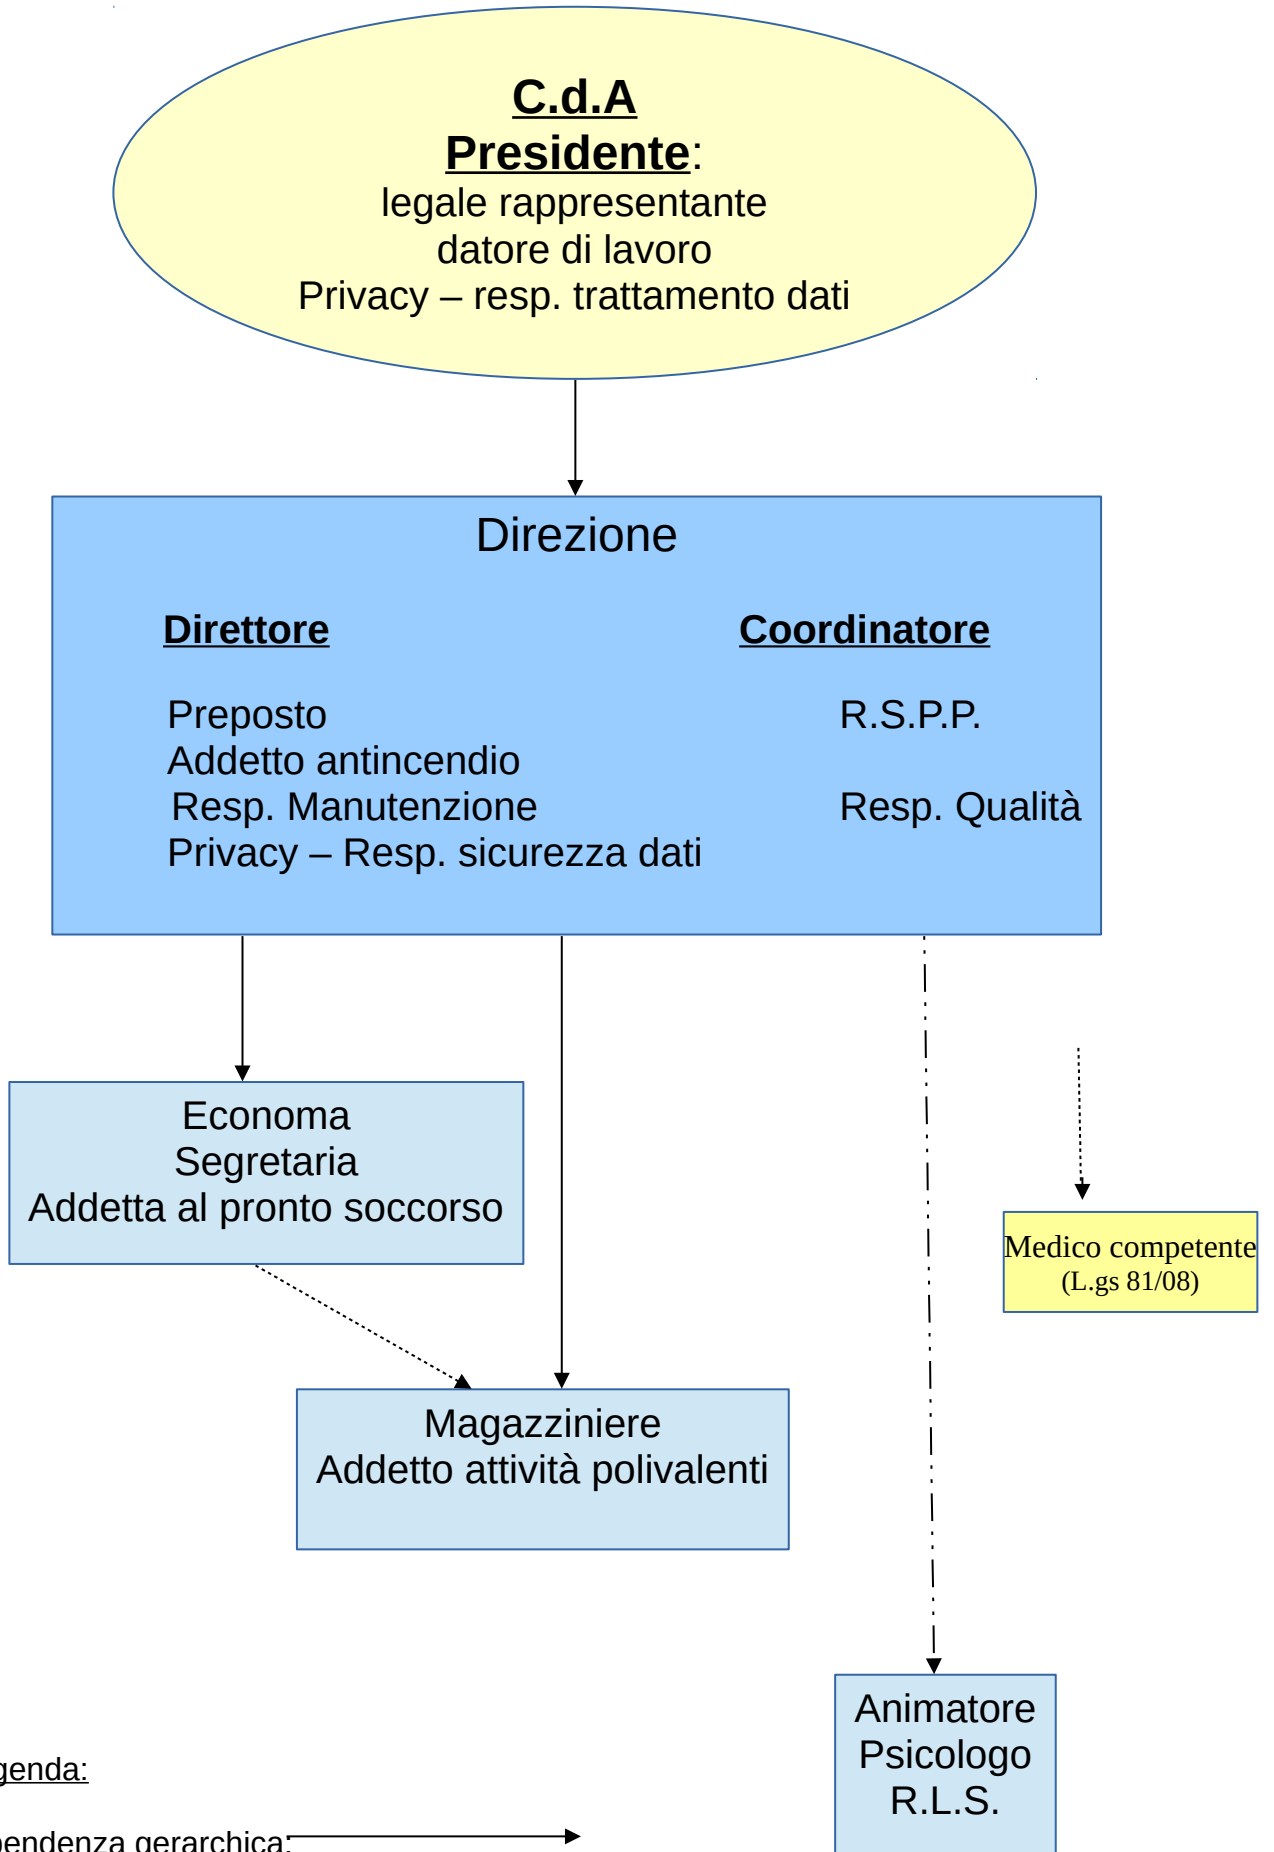 C.d.A
Presidente:
legale rappresentante
datore di lavoro
Privacy – resp. trattamento dati
Direzione
Direttore
Coordinatore
Preposto
R.S.P.P.
Addetto antincendio
Resp. Manutenzione
Resp. Qualità
Privacy – Resp. sicurezza dati
Economa
Segretaria
Addetta al pronto soccorso
Medico competente
(L.gs 81/08)
Magazziniere
Addetto attività polivalenti
Animatore
Psicologo
R.L.S.
genda:
pendenza gerarchica: